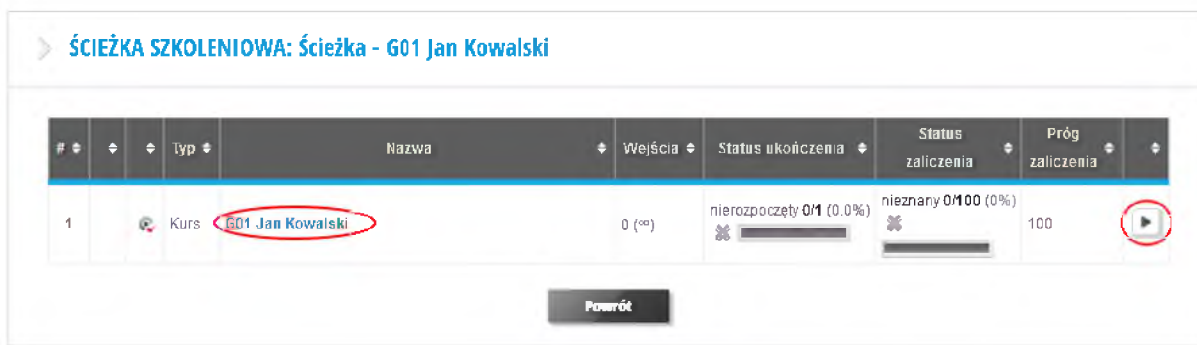 ŚCIEŻKA SZKOLENIOWA: Ścieżka - G01 Jan Kowalski
# Typ Nazwa Wejścia Status ukończenia Status zaliczenia Próg zaliczenia
1 Kurs G01 Jan Kowalski 0 (∞) nierozpoczęty 0/1 (0.0%) nieznany 0/100 (0%) 100
Powrót